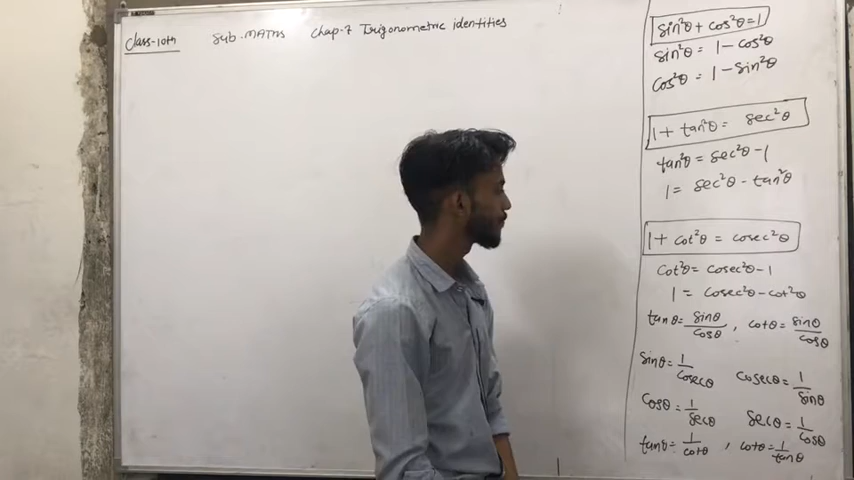 class-10th sub.MATHS chap-7 Trigonometric identities
sin²θ + cos²θ = 1
sin²θ = 1 - cos²θ
cos²θ = 1 - sin²θ
1 + tan²θ = sec²θ
tan²θ = sec²θ - 1
1 = sec²θ - tan²θ
1 + cot²θ = cosec²θ
cot²θ = cosec²θ - 1
1 = cosec²θ - cot²θ
tanθ = sinθ/cosθ , cotθ = sinθ/cosθ
sinθ = 1/cosecθ cosecθ = 1/sinθ
cosθ = 1/secθ secθ = 1/cosθ
tanθ = 1/cotθ , cotθ = 1/tanθ